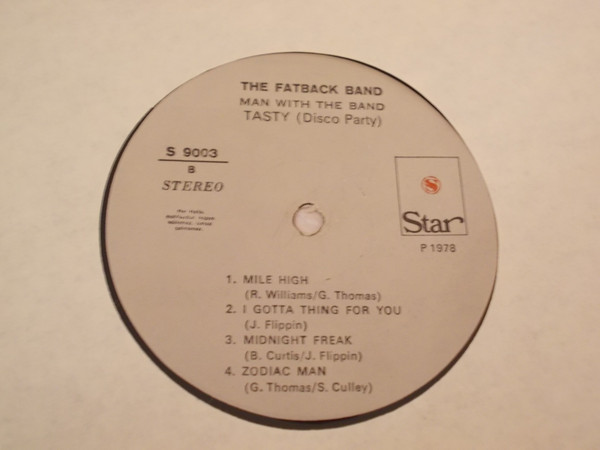 THE FATBACK BAND
MAN WITH THE BAND
TASTY (Disco Party)
S 9003
B
STEREO
S
Star
P 1978
1. MILE HIGH
(R. Williams/G. Thomas)
2. I GOTTA THING FOR YOU
(J. Flippin)
3. MIDNIGHT FREAK
(B. Curtis/J. Flippin)
4. ZODIAC MAN
(G. Thomas/S. Culley)